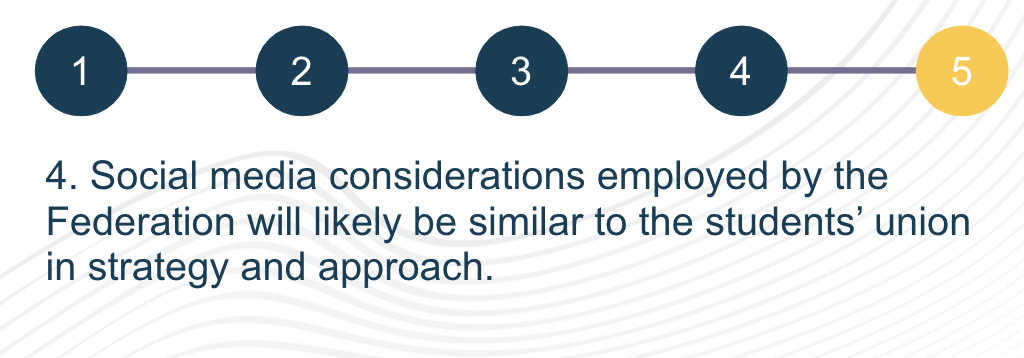 1 2 3 4 5
4. Social media considerations employed by the
Federation will likely be similar to the students’ union
in strategy and approach.